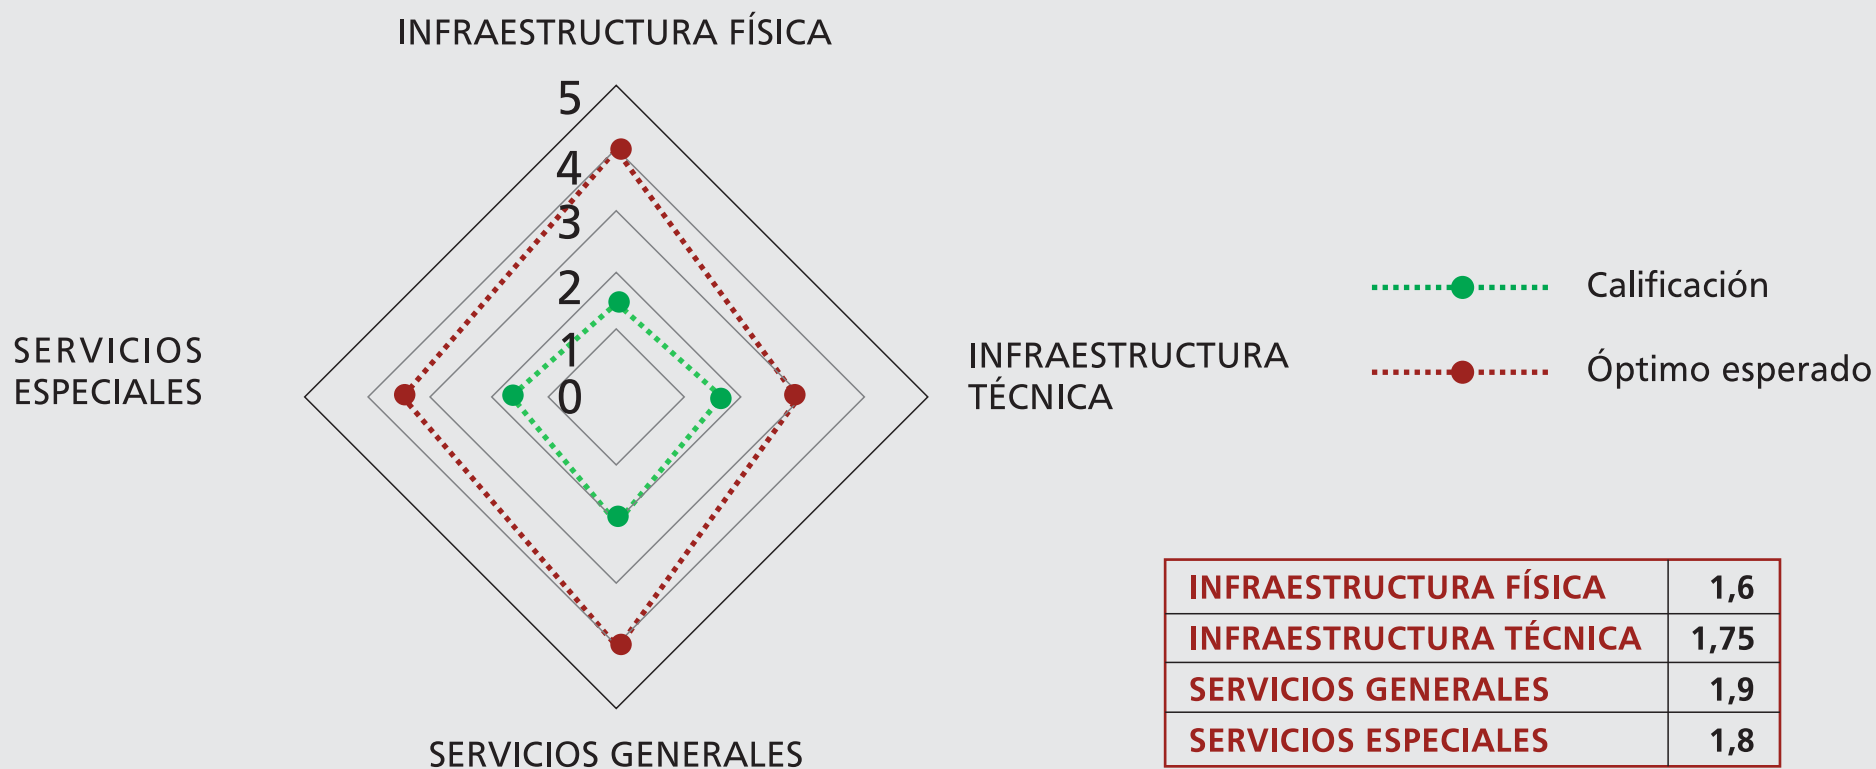 INFRAESTRUCTURA FÍSICA
5
4
3
2
1
0
SERVICIOS
ESPECIALES
INFRAESTRUCTURA
TÉCNICA
SERVICIOS GENERALES
Calificación
Óptimo esperado
INFRAESTRUCTURA FÍSICA 1,6
INFRAESTRUCTURA TÉCNICA 1,75
SERVICIOS GENERALES 1,9
SERVICIOS ESPECIALES 1,8